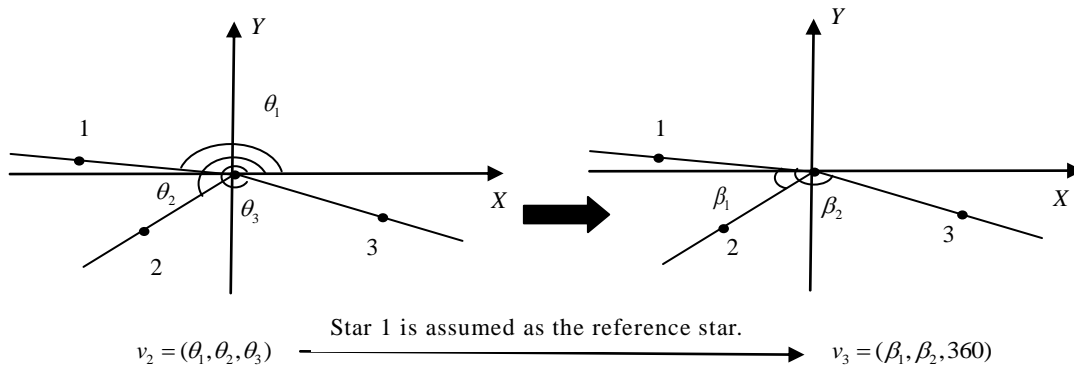 Y
θ₁
1
X
θ₂
θ₃
2
3
Y
1
X
β₁
β₂
2
3
Star 1 is assumed as the reference star.
v₂ = (θ₁, θ₂, θ₃)
v₃ = (β₁, β₂, 360)